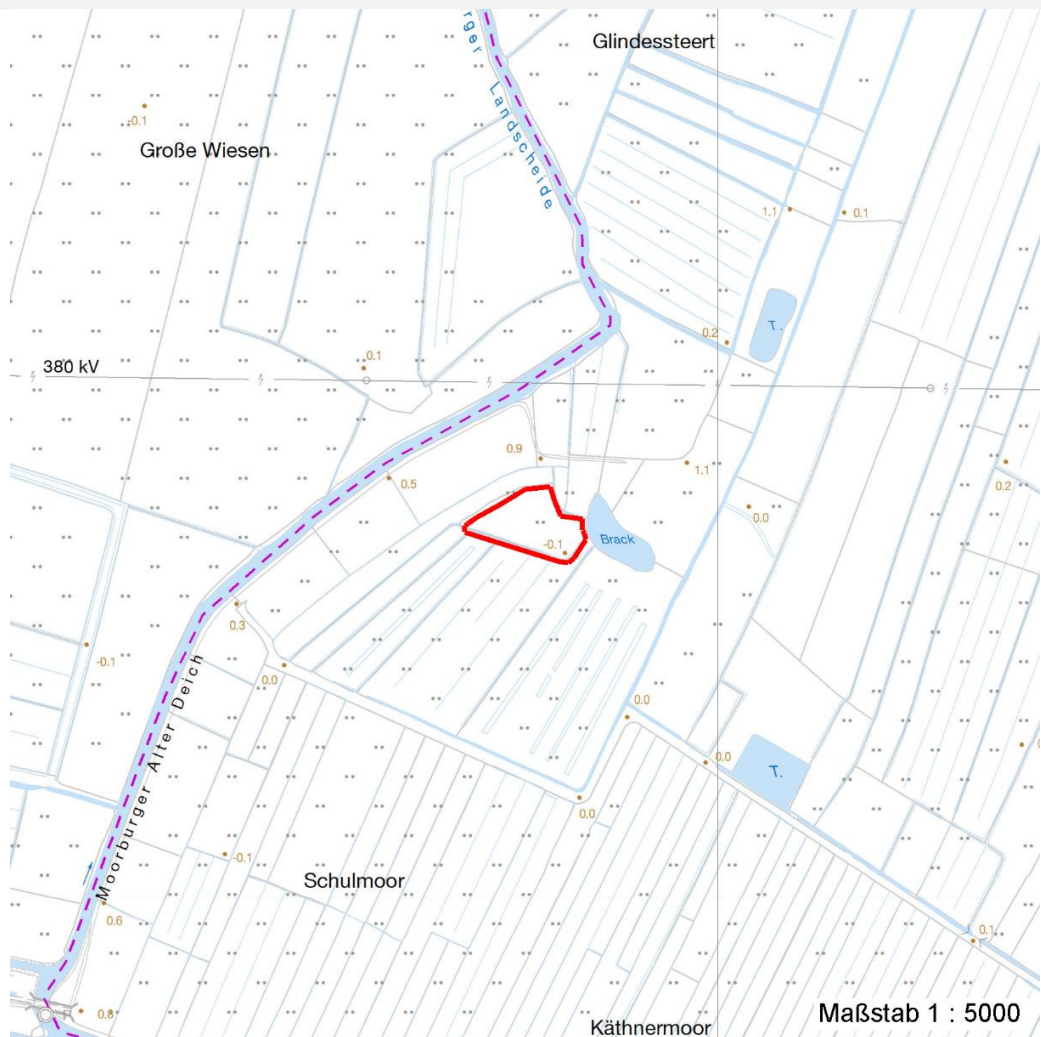 Glindessteert
rger Landscheide
-0.1
Große Wiesen
1.1
0.1
T.
0.2
0.1
380 kV
0.9
0.5
1.1
0.2
0.0
-0.1
Brack
0.3
-0.1
0.0
0.0
Moorburger Alter Deich
0.0
T.
0.0
-0.1
Schulmoor
0.6
0.1
0.8
Maßstab 1 : 5000
Käthnermoor